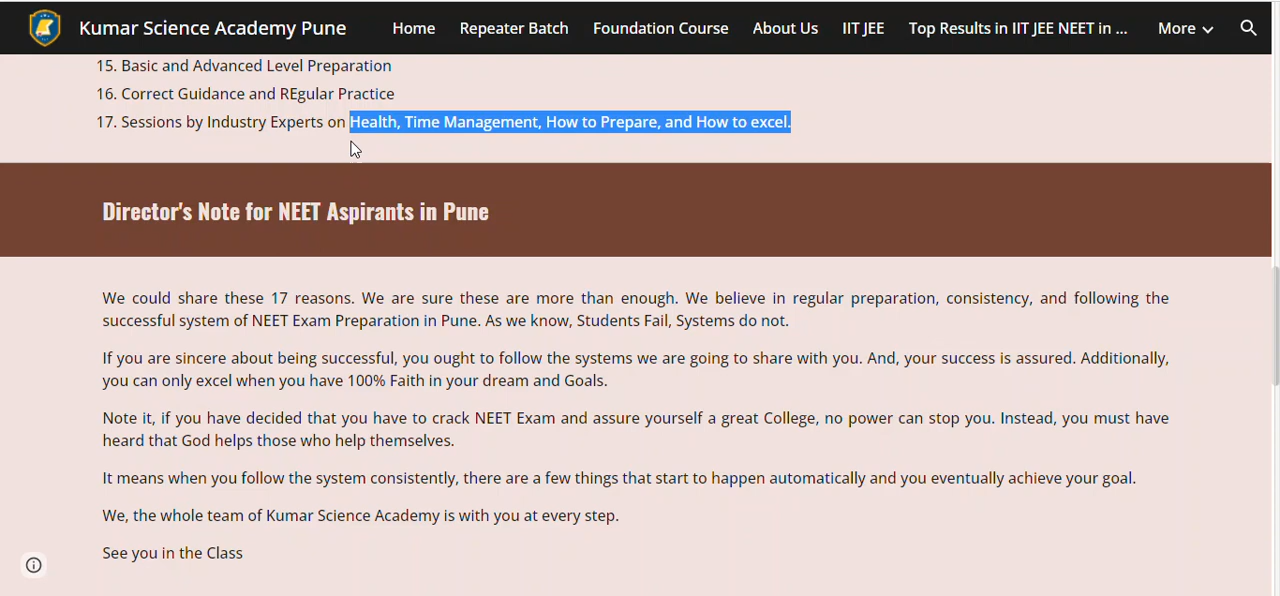 Kumar Science Academy Pune Home Repeater Batch Foundation Course About Us IIT JEE Top Results in IIT JEE NEET in ... More
15. Basic and Advanced Level Preparation
16. Correct Guidance and REgular Practice
17. Sessions by Industry Experts on Health, Time Management, How to Prepare, and How to excel.
Director's Note for NEET Aspirants in Pune
We could share these 17 reasons. We are sure these are more than enough. We believe in regular preparation, consistency, and following the
successful system of NEET Exam Preparation in Pune. As we know, Students Fail, Systems do not.
If you are sincere about being successful, you ought to follow the systems we are going to share with you. And, your success is assured. Additionally,
you can only excel when you have 100% Faith in your dream and Goals.
Note it, if you have decided that you have to crack NEET Exam and assure yourself a great College, no power can stop you. Instead, you must have
heard that God helps those who help themselves.
It means when you follow the system consistently, there are a few things that start to happen automatically and you eventually achieve your goal.
We, the whole team of Kumar Science Academy is with you at every step.
See you in the Class